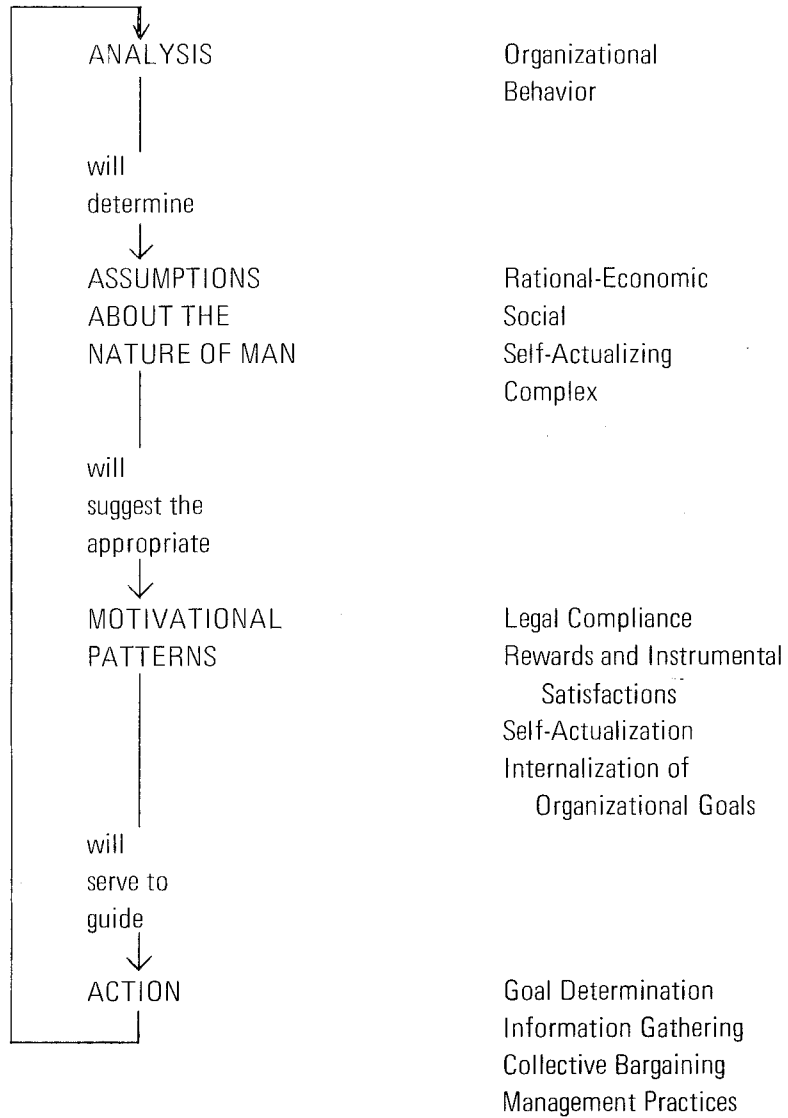 ANALYSIS Organizational
Behavior
will
determine
ASSUMPTIONS Rational-Economic
ABOUT THE Social
NATURE OF MAN Self-Actualizing
Complex
will
suggest the
appropriate
MOTIVATIONAL Legal Compliance
PATTERNS Rewards and Instrumental
Satisfactions
Self-Actualization
Internalization of
Organizational Goals
will
serve to
guide
ACTION Goal Determination
Information Gathering
Collective Bargaining
Management Practices